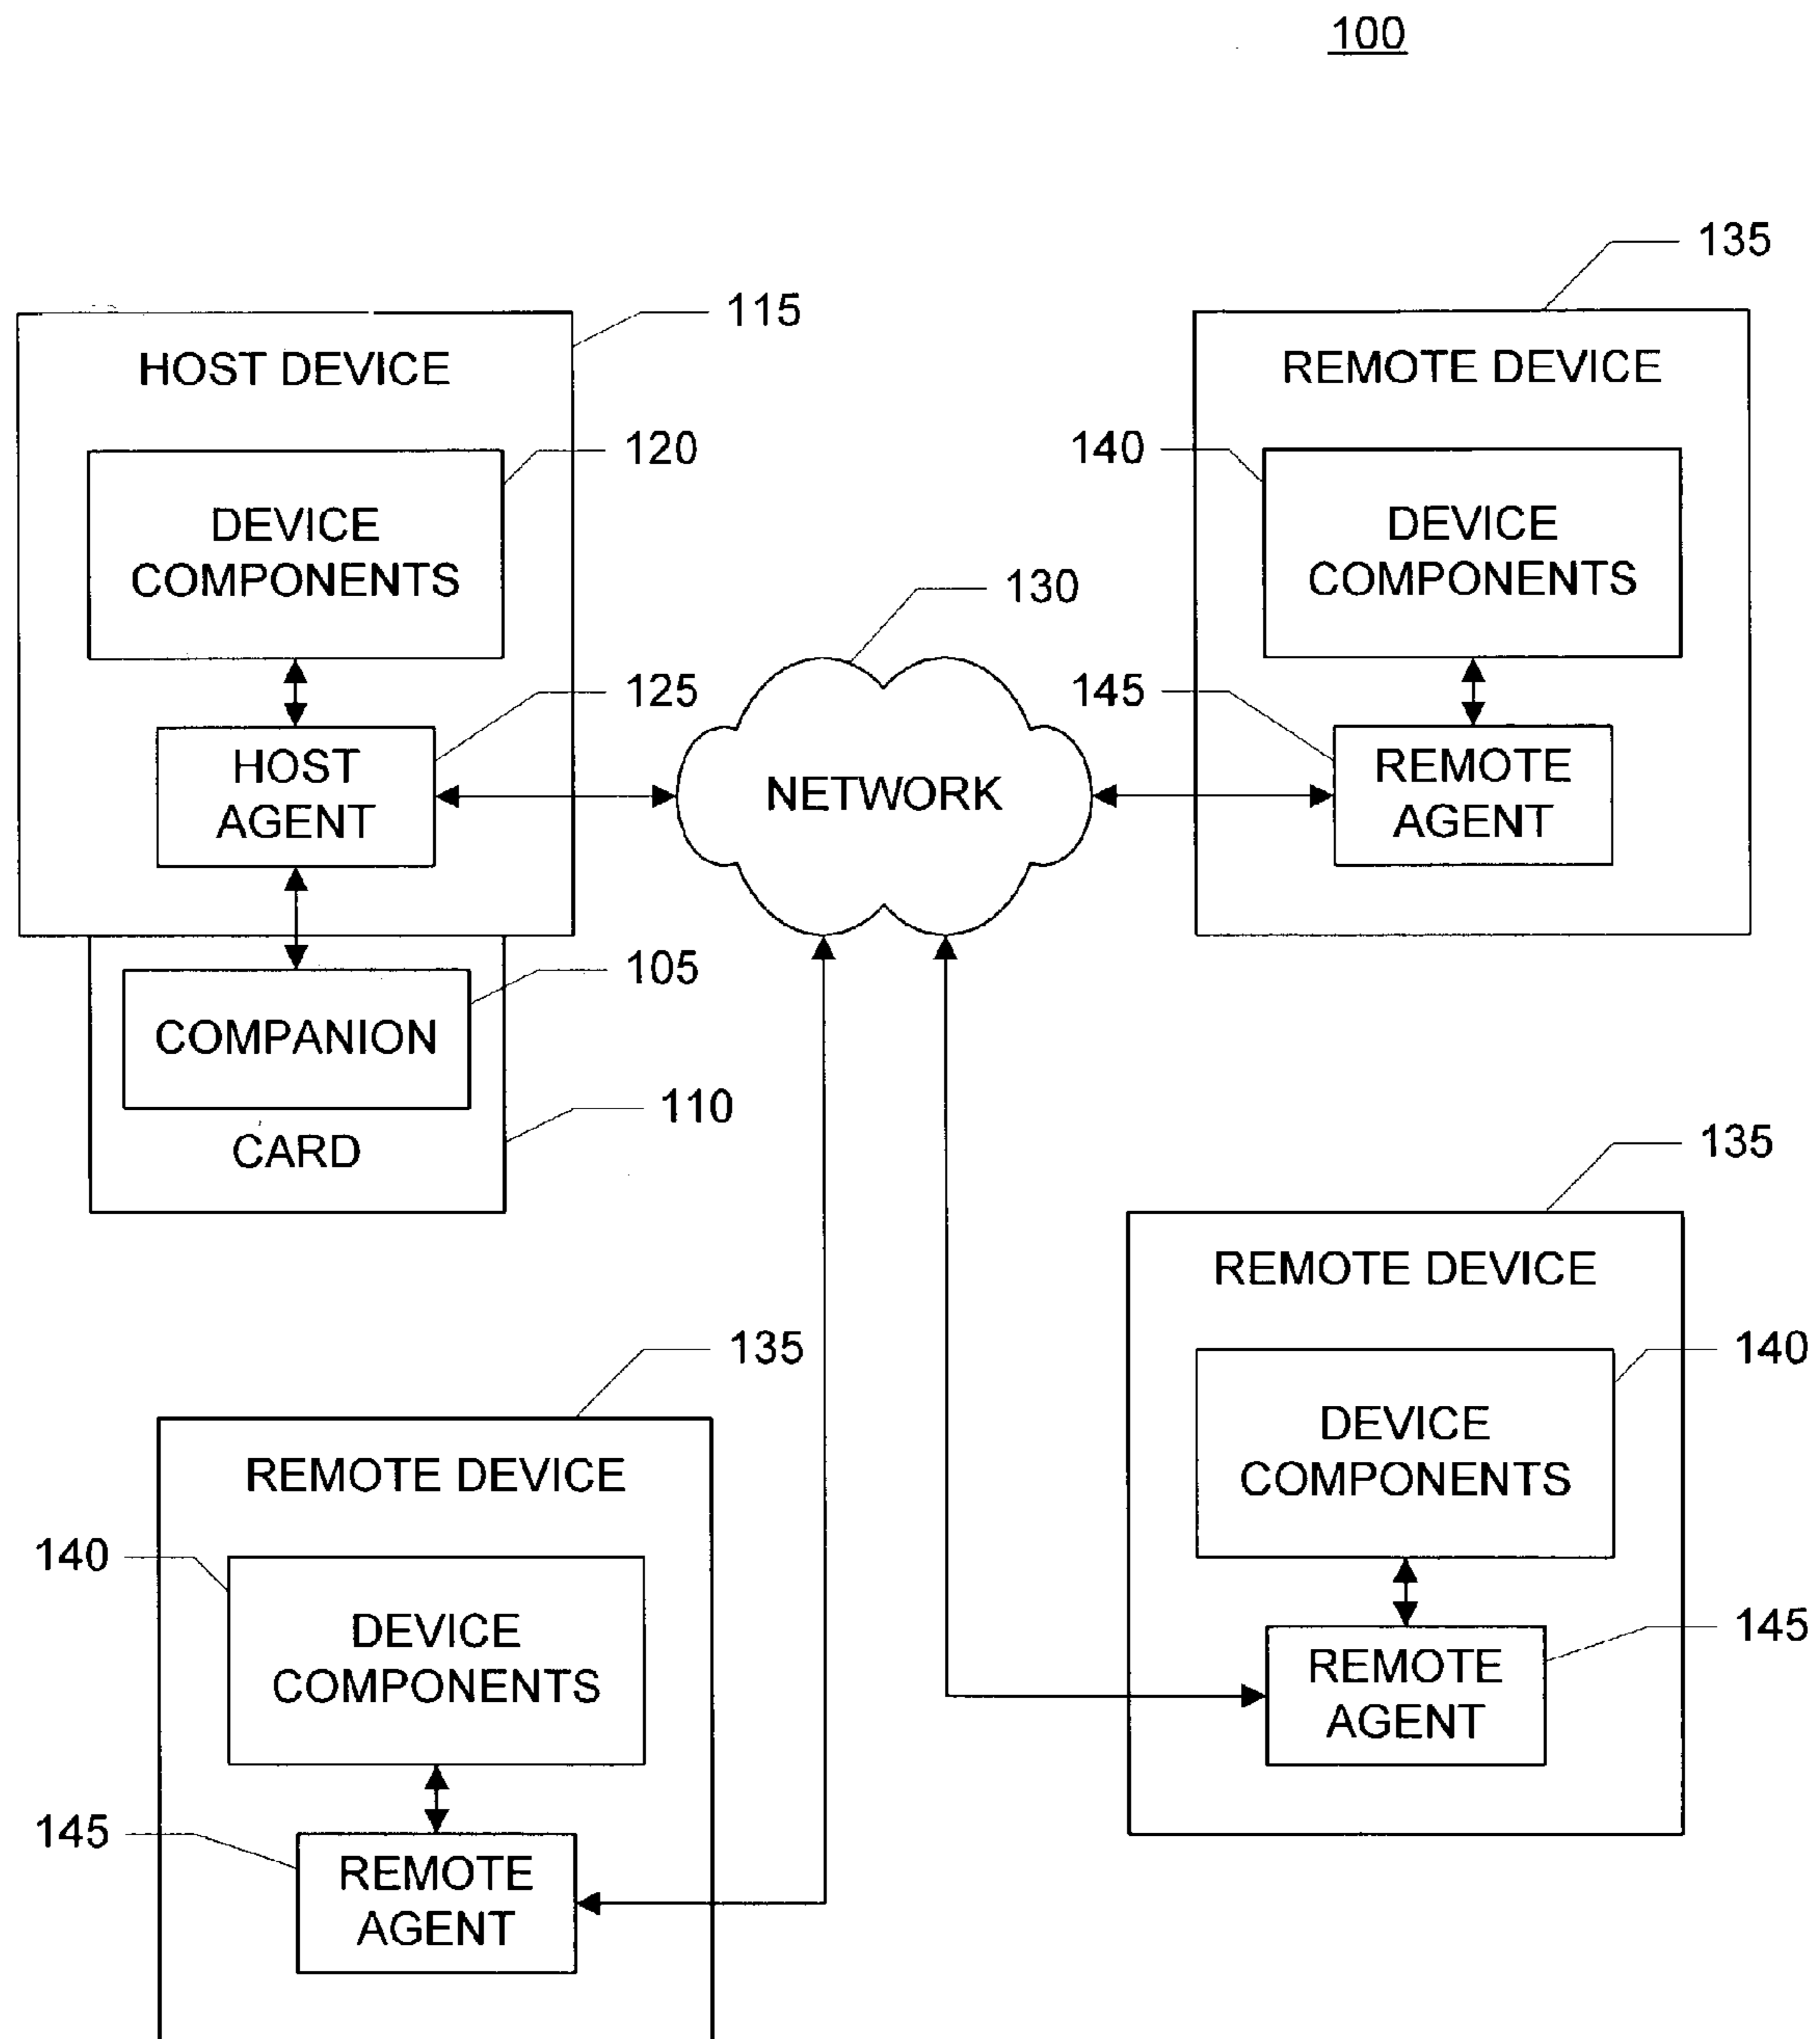 100
115
HOST DEVICE
120
DEVICE
COMPONENTS
125
HOST
AGENT
105
COMPANION
110
CARD
130
NETWORK
135
REMOTE DEVICE
140
DEVICE
COMPONENTS
145
REMOTE
AGENT
135
REMOTE DEVICE
140
DEVICE
COMPONENTS
145
REMOTE
AGENT
135
REMOTE DEVICE
140
DEVICE
COMPONENTS
145
REMOTE
AGENT